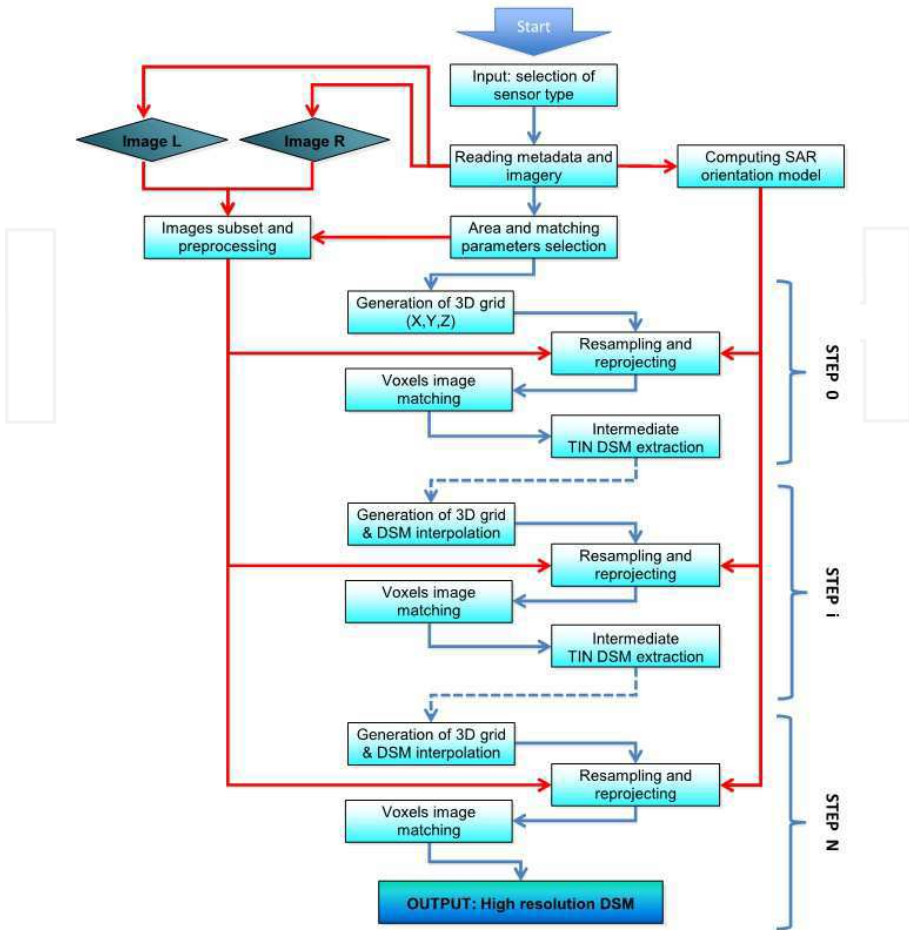 Start
Input: selection of
sensor type
Image L
Image R
Reading metadata and
imagery
Computing SAR
orientation model
Images subset and
preprocessing
Area and matching
parameters selection
Generation of 3D grid
(X,Y,Z)
Resampling and
reprojecting
Voxels image
matching
Intermediate
TIN DSM extraction
STEP 0
Generation of 3D grid
& DSM interpolation
Resampling and
reprojecting
Voxels image
matching
Intermediate
TIN DSM extraction
STEP i
Generation of 3D grid
& DSM interpolation
Resampling and
reprojecting
Voxels image
matching
STEP N
OUTPUT: High resolution DSM